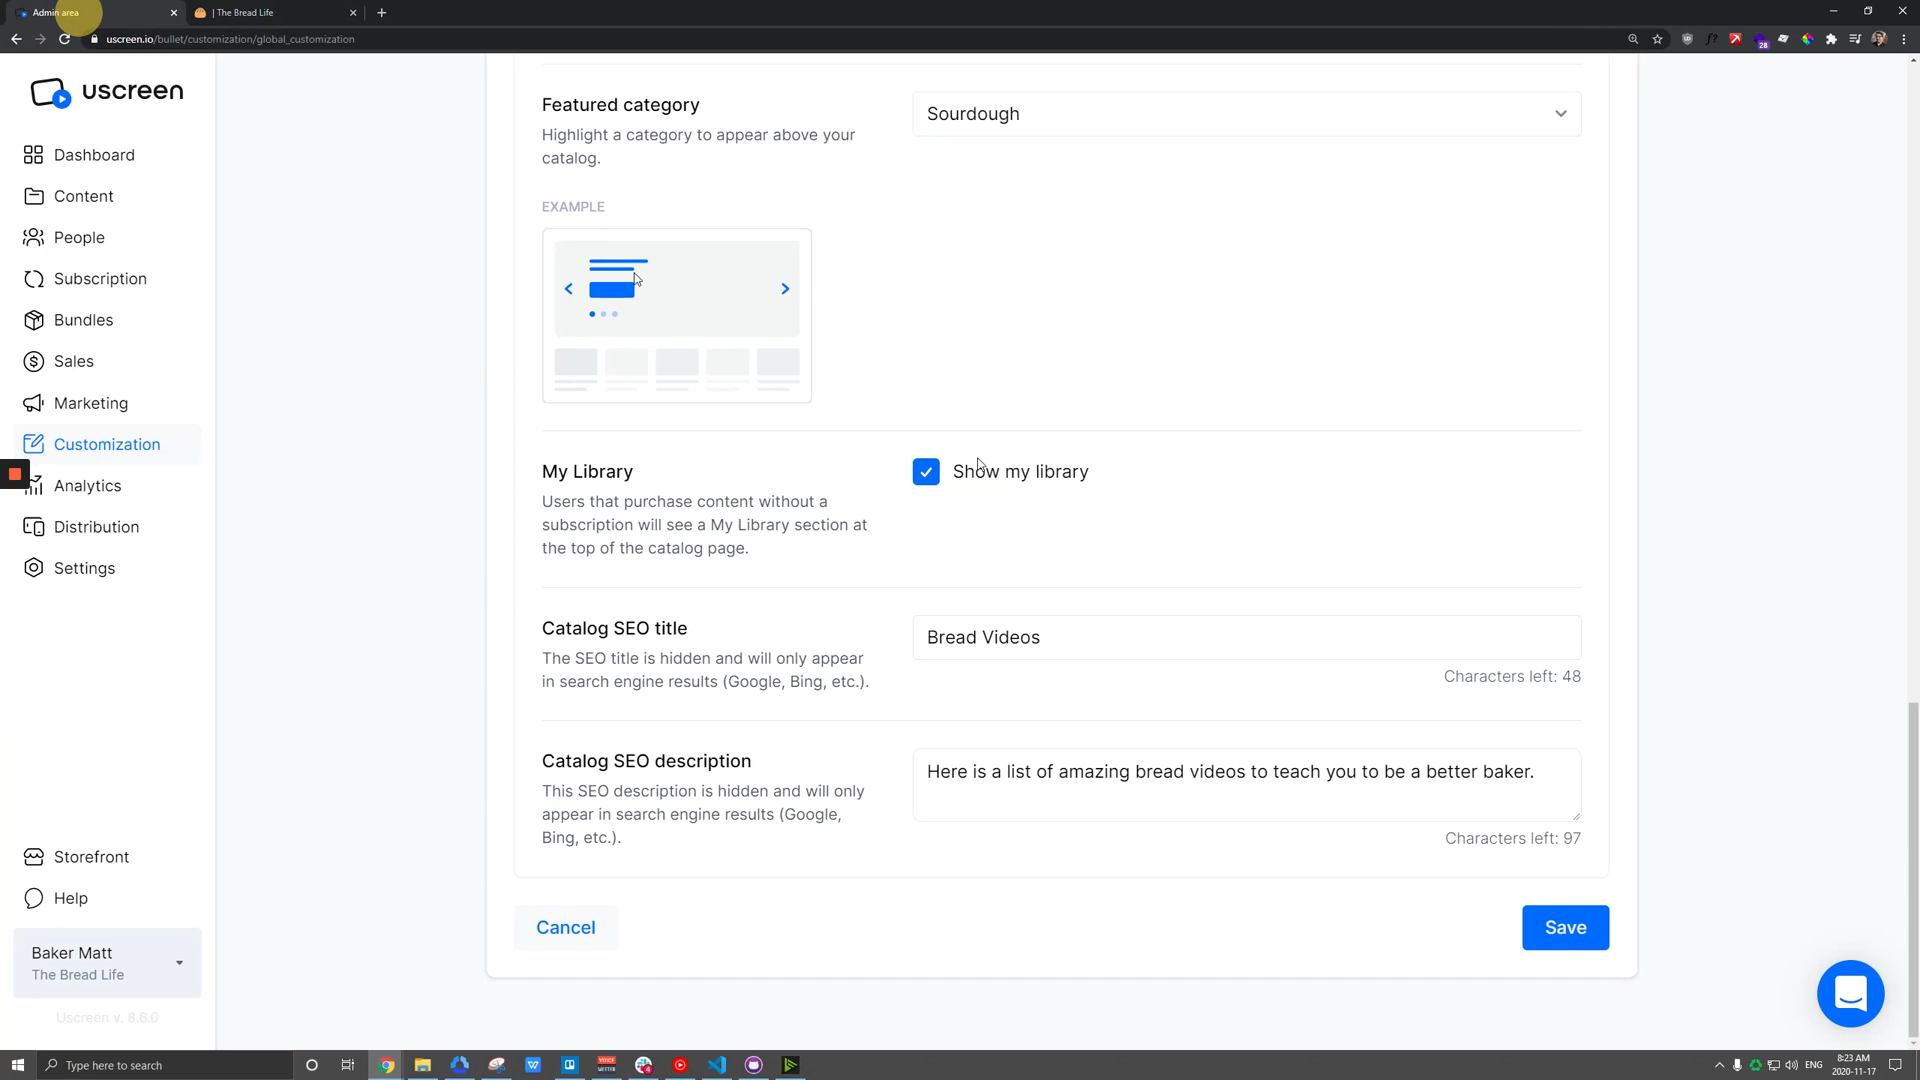 Admin area
| The Bread Life
uscreen.io/bullet/customization/global_customization
28
uscreen
Dashboard
Content
People
Subscription
Bundles
Sales
Marketing
Customization
Analytics
Distribution
Settings
Storefront
Help
Baker Matt
The Bread Life
Uscreen v. 8.6.0
Featured category
Highlight a category to appear above your
catalog.
Sourdough
EXAMPLE
My Library
Users that purchase content without a
subscription will see a My Library section at
the top of the catalog page.
Show my library
Catalog SEO title
The SEO title is hidden and will only appear
in search engine results (Google, Bing, etc.).
Bread Videos
Characters left: 48
Catalog SEO description
This SEO description is hidden and will only
appear in search engine results (Google,
Bing, etc.).
Here is a list of amazing bread videos to teach you to be a better baker.
Characters left: 97
Cancel
Save
Type here to search
ENG
8:23 AM
2020-11-17